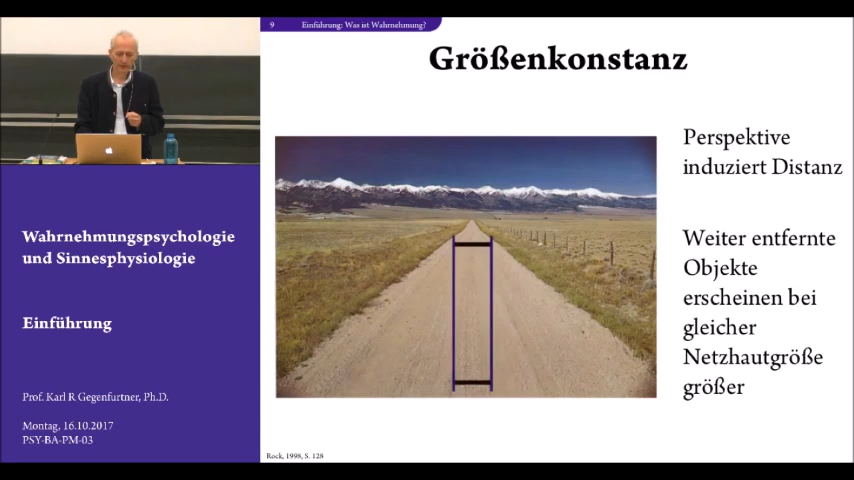 9 Einführung: Was ist Wahrnehmung?
Größenkonstanz
Perspektive
induziert Distanz
Weiter entfernte
Objekte
erscheinen bei
gleicher
Netzhautgröße
größer
Wahrnehmungspsychologie
und Sinnesphysiologie
Einführung
Prof. Karl R Gegenfurtner, Ph.D.
Montag, 16.10.2017
PSY-BA-PM-03
Rock, 1998, S. 128